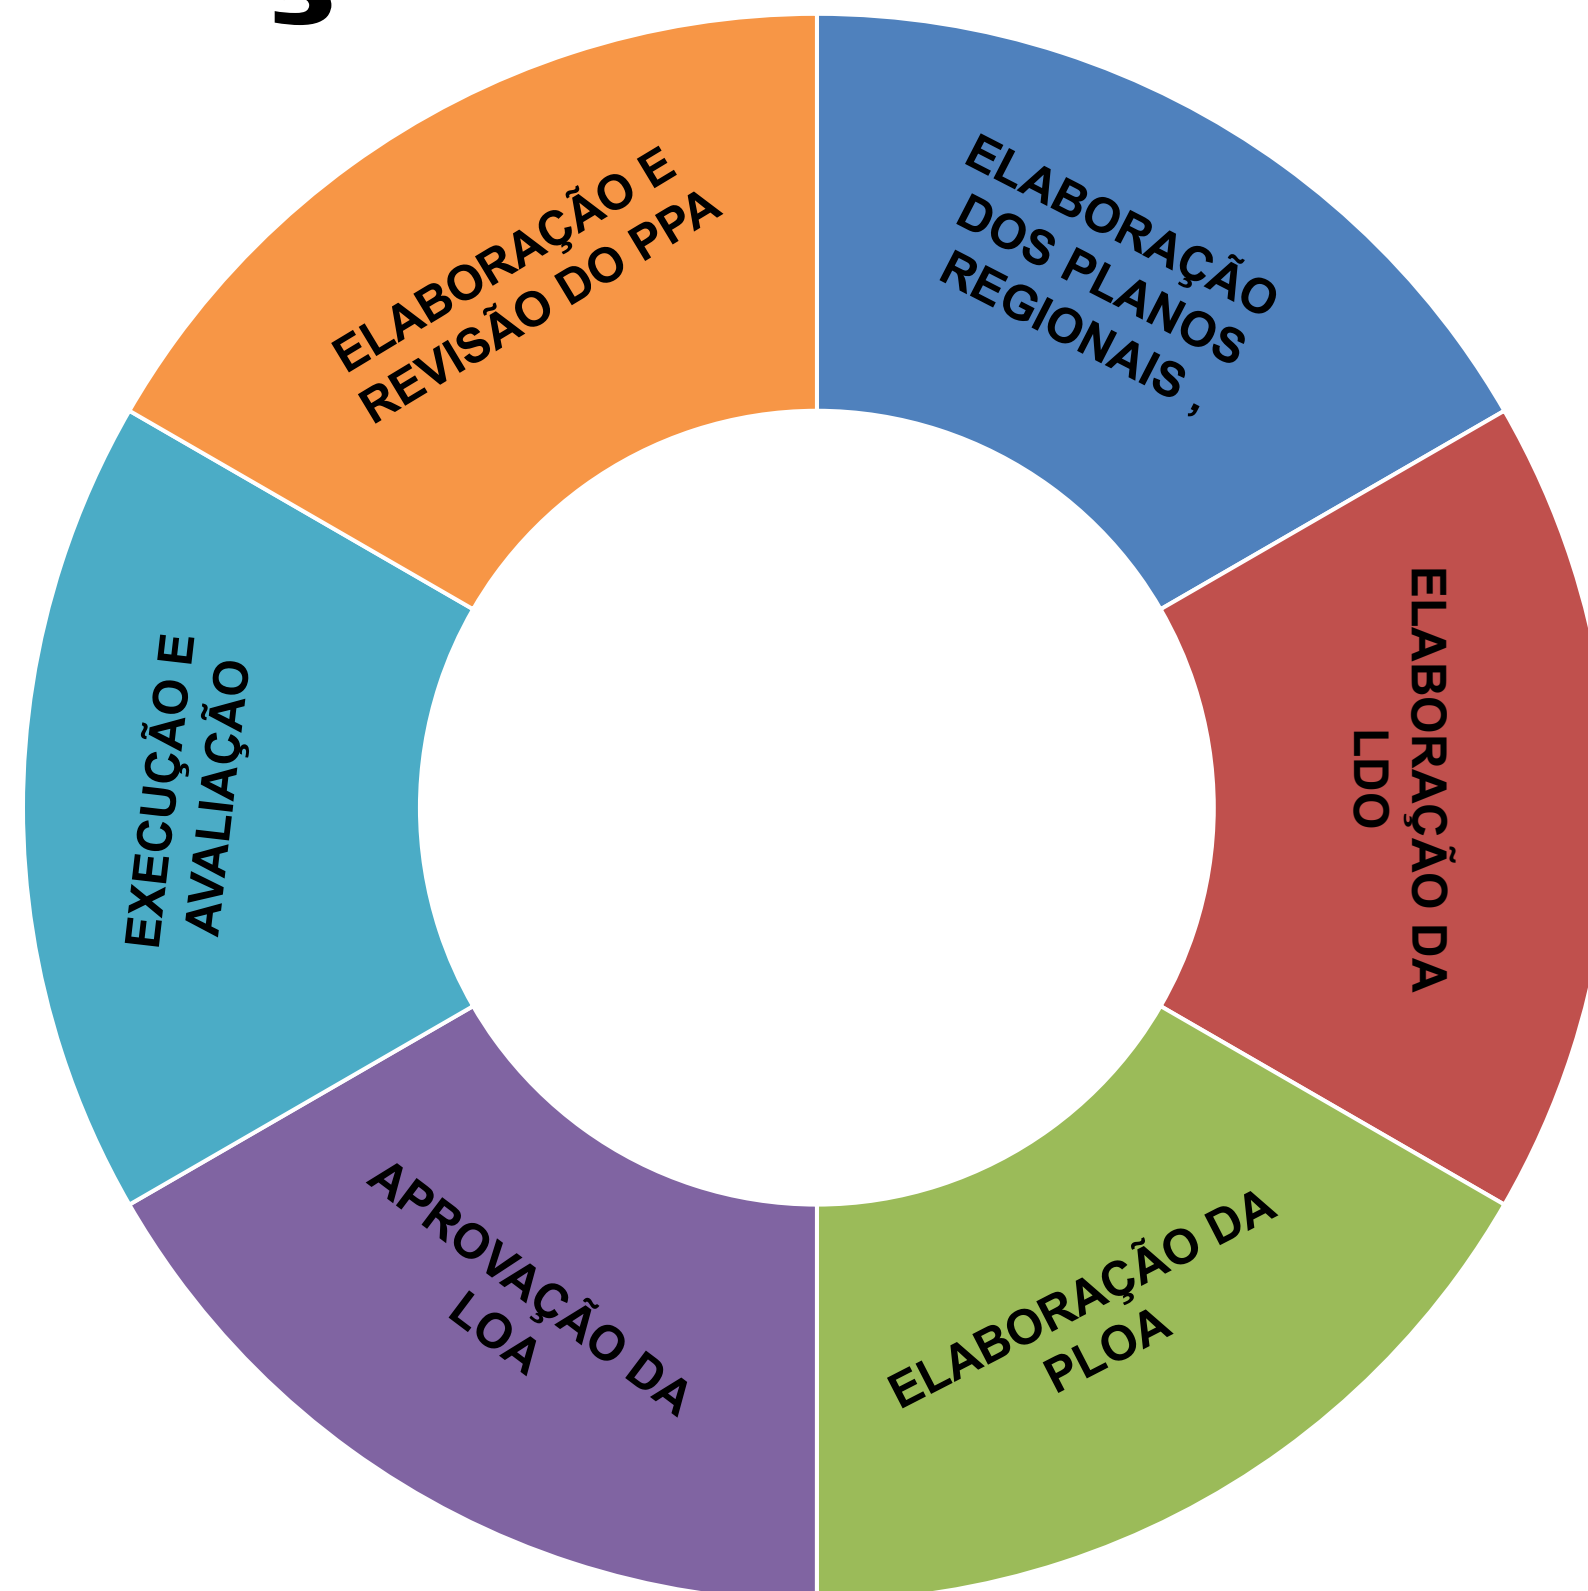 ELABORAÇÃO E
REVISÃO DO PPA
ELABORAÇÃO
DOS PLANOS
REGIONAIS ,
ELABORAÇÃO DA
LDO
ELABORAÇÃO DA
PLOA
APROVAÇÃO DA
LOA
EXECUÇÃO E
AVALIAÇÃO